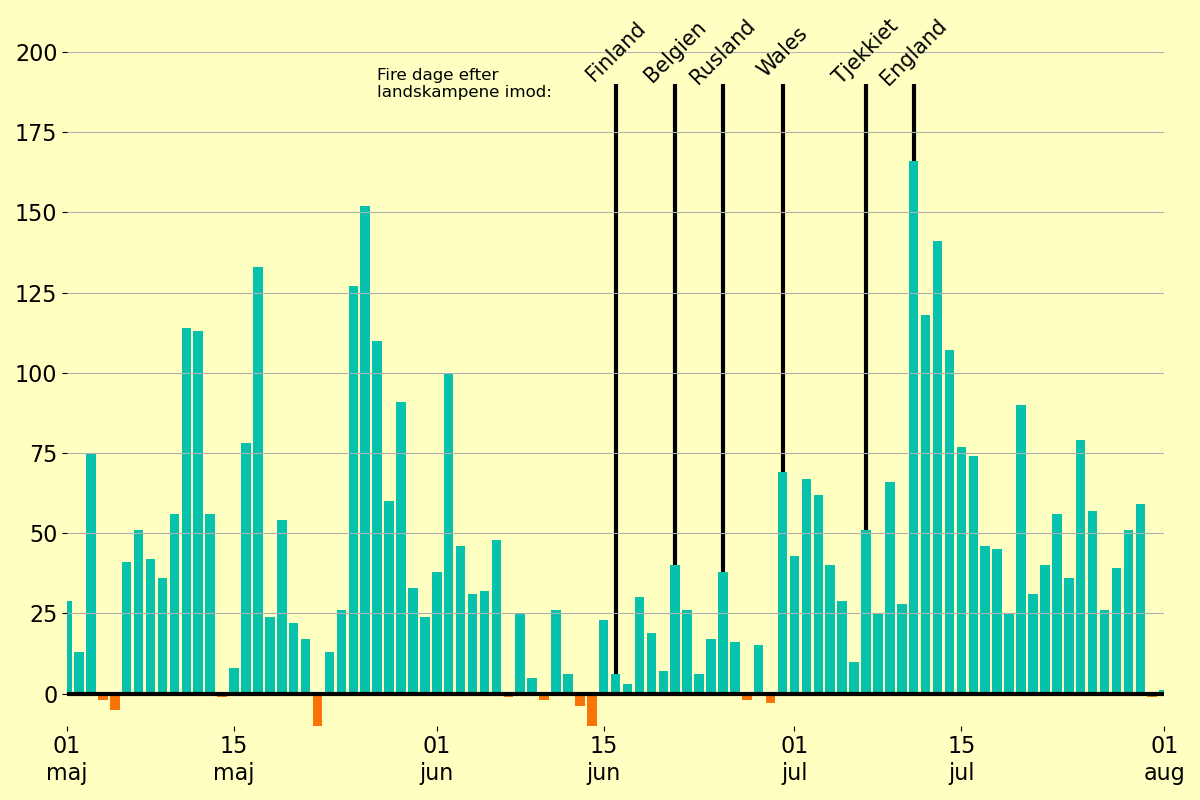 Finland
Belgien
Rusland
Wales
Tjekkiet
England
Fire dage efter
landskampene imod:
200
175
150
125
100
75
50
25
0
01
maj
15
maj
01
jun
15
jun
01
jul
15
jul
01
aug